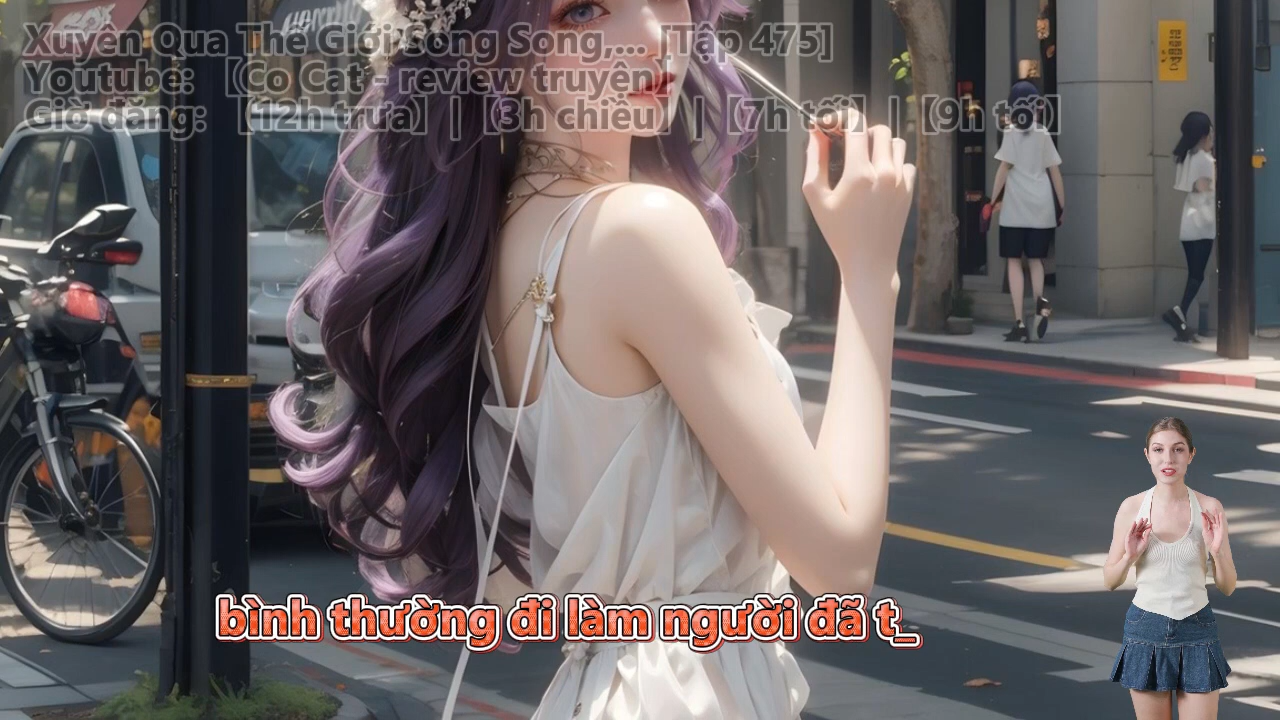 Xuyên Qua Thế Giới Song Song,... [Tập 475]
Youtube: [Cò Cat - review truyện]
Giờ đăng: [12h trưa] | [3h chiều] | [7h tối] | [9h tối]
bình thường đi làm người đã t_